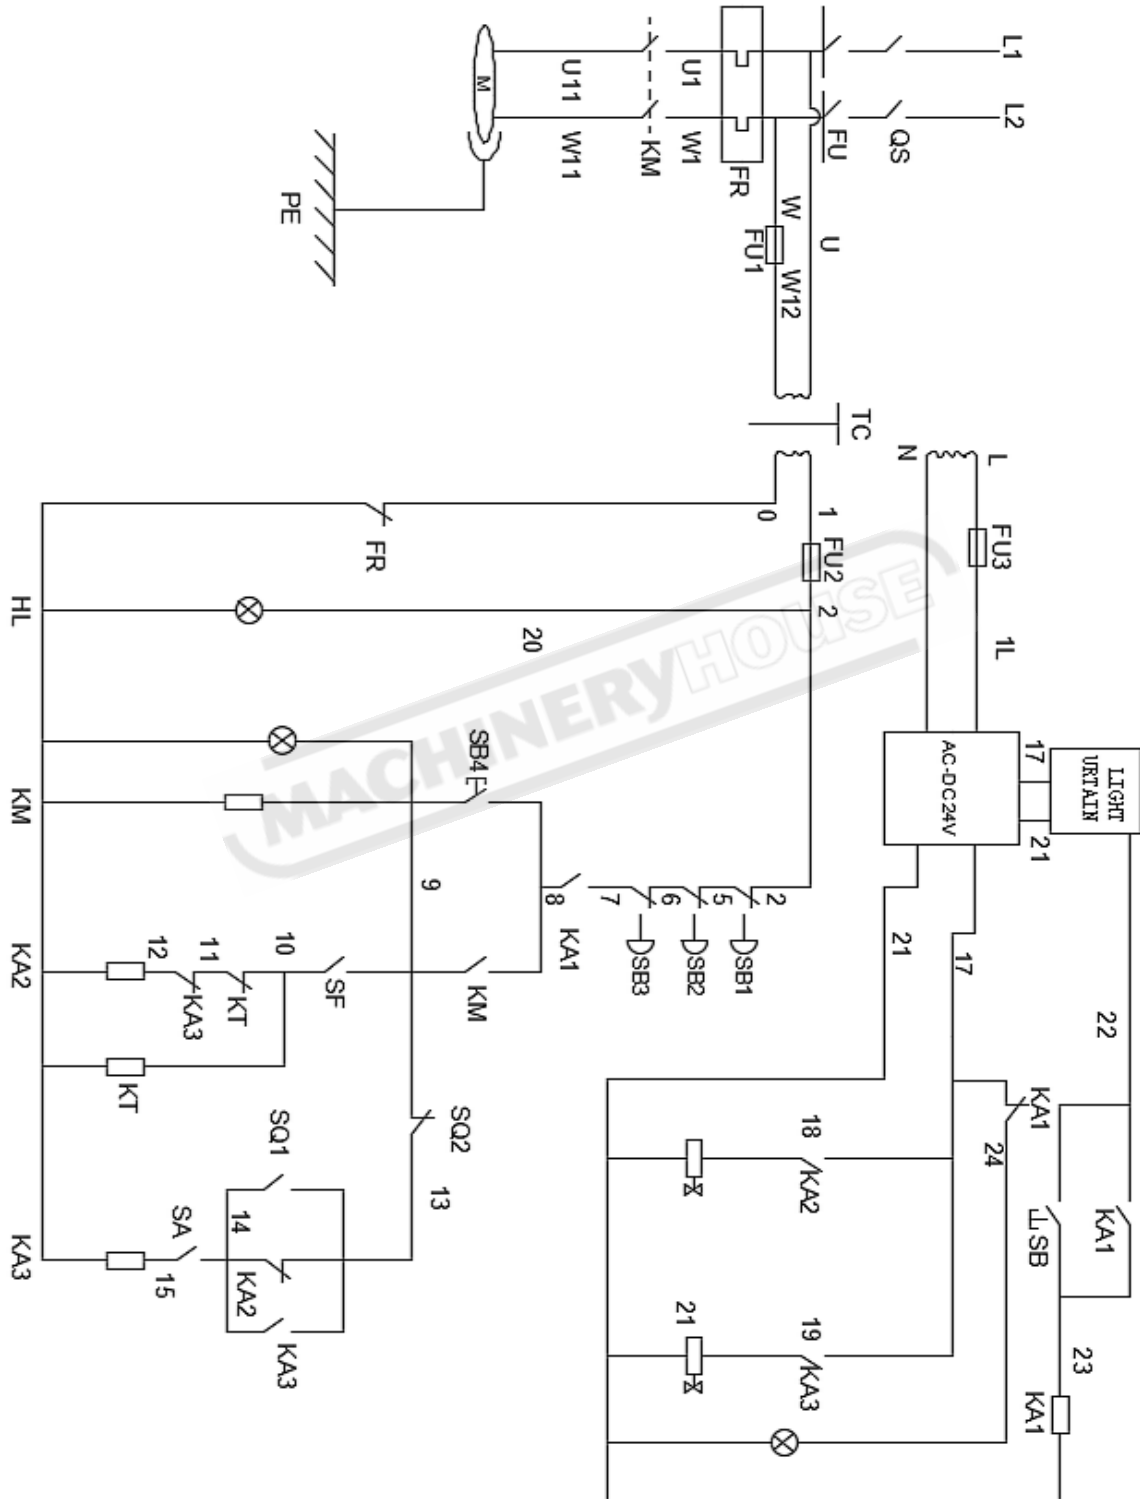 L1
L2
QS
FU
FR
U1
W1
KM
U11
W11
M
PE
W
U
FU1
W12
TC
N
L
FU3
1L
0
1
FU2
2
FR
HL
20
MACHINERYHOUSE
AC-DC24V
17
21
LIGHT
URTAIN
22
KM
SB4
9
8
KA1
7
6
5
2
SB3
SB2
SB1
21
17
KA2
12
11
10
KA3
KT
SF
KM
KT
SQ1
SQ2
13
KA3
SA
15
14
KA2
KA3
KA1
24
18
KA2
KA1
SB
21
19
KA3
23
KA1